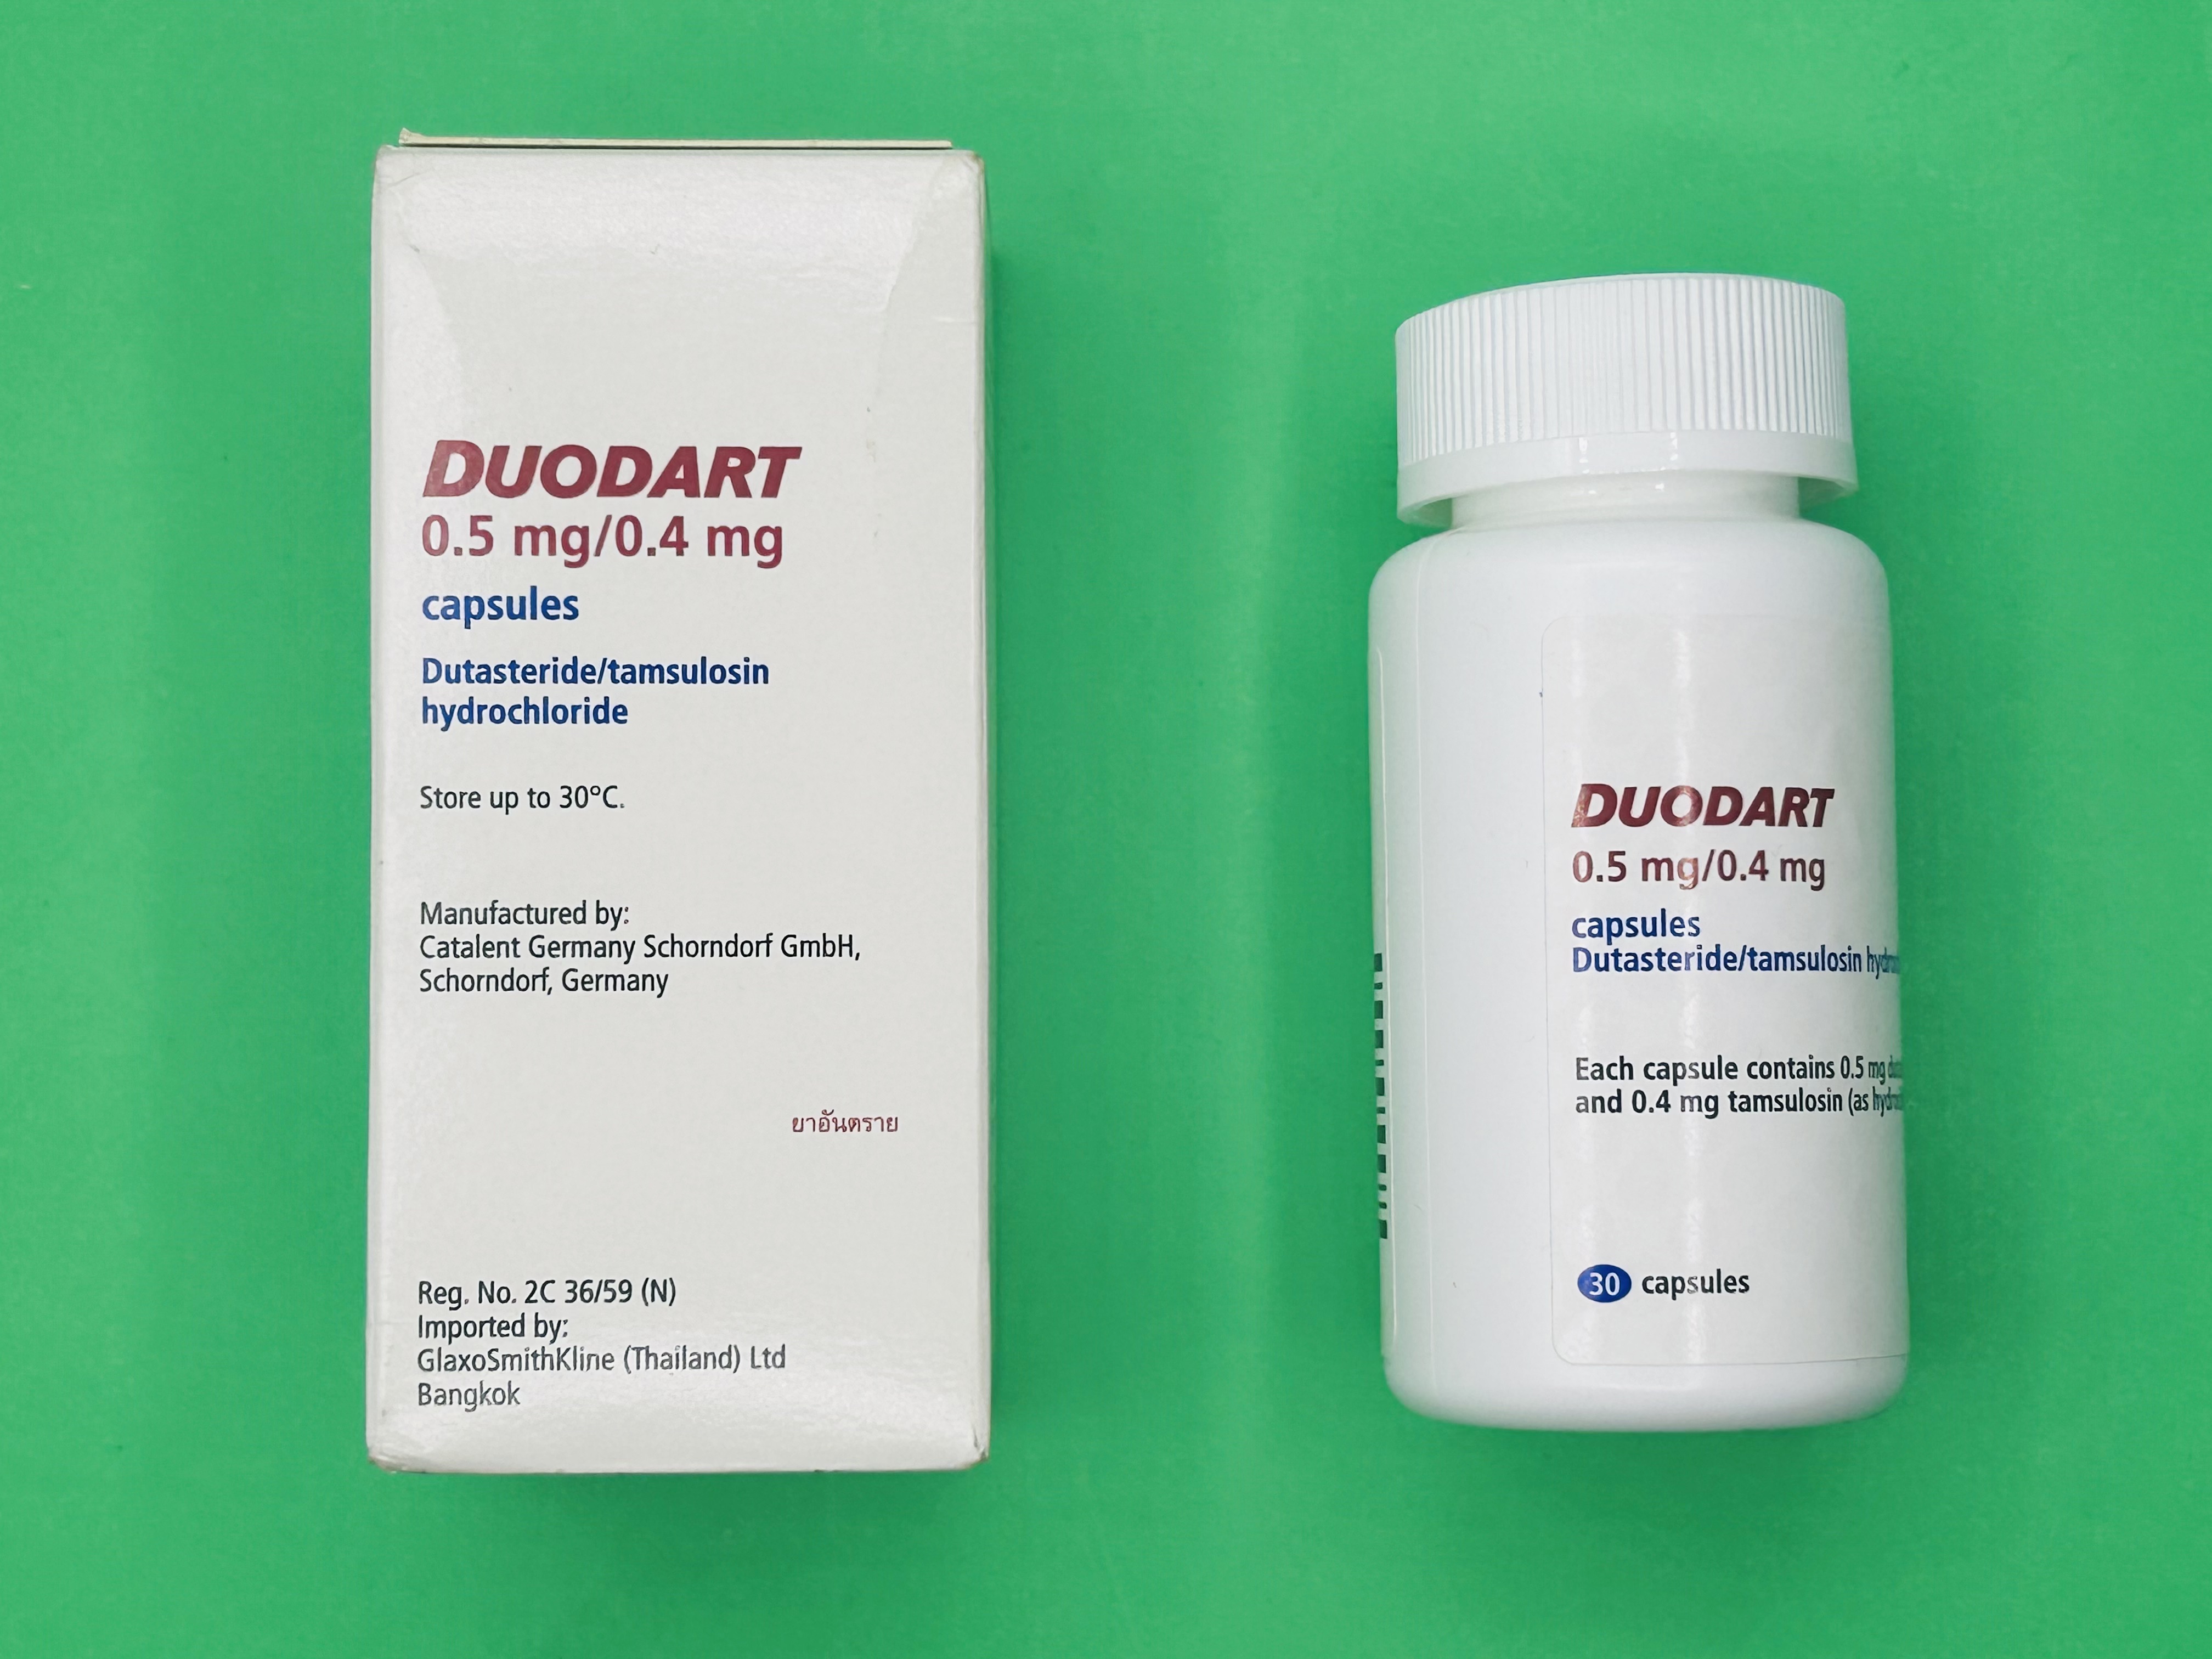 DUODART
0.5 mg/0.4 mg
capsules
Dutasteride/tamsulosin
hydrochloride
Store up to 30°C.
Manufactured by:
Catalent Germany Schorndorf GmbH,
Schorndorf, Germany
ยาอันตราย
Reg. No. 2C 36/59 (N)
Imported by:
GlaxoSmithKline (Thailand) Ltd
Bangkok
DUODART
0.5 mg/0.4 mg
capsules
Dutasteride/tamsulosin
Each capsule contains 0.5 mg
and 0.4 mg tamsulosin (as
30 capsules